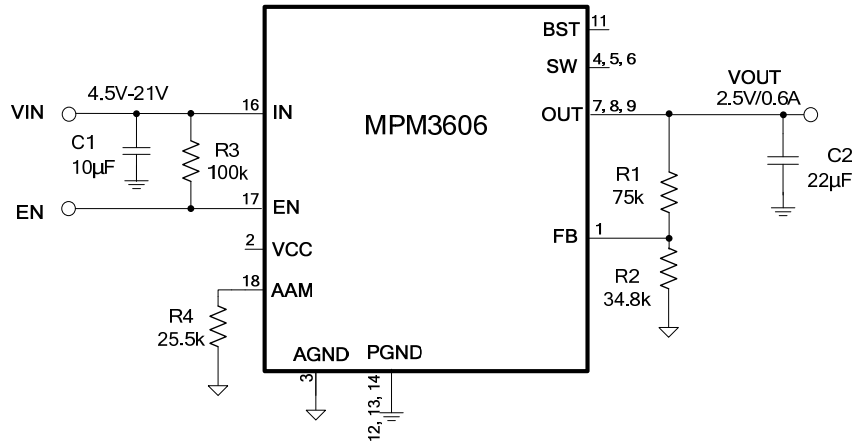 BST
11
SW
4, 5, 6
VIN
4.5V-21V
16
IN
MPM3606
OUT
7, 8, 9
VOUT
2.5V/0.6A
C1
10µF
R3
100k
R1
75k
C2
22µF
EN
17
EN
2
VCC
FB
1
18
AAM
R2
34.8k
R4
25.5k
AGND
PGND
3
12, 13, 14